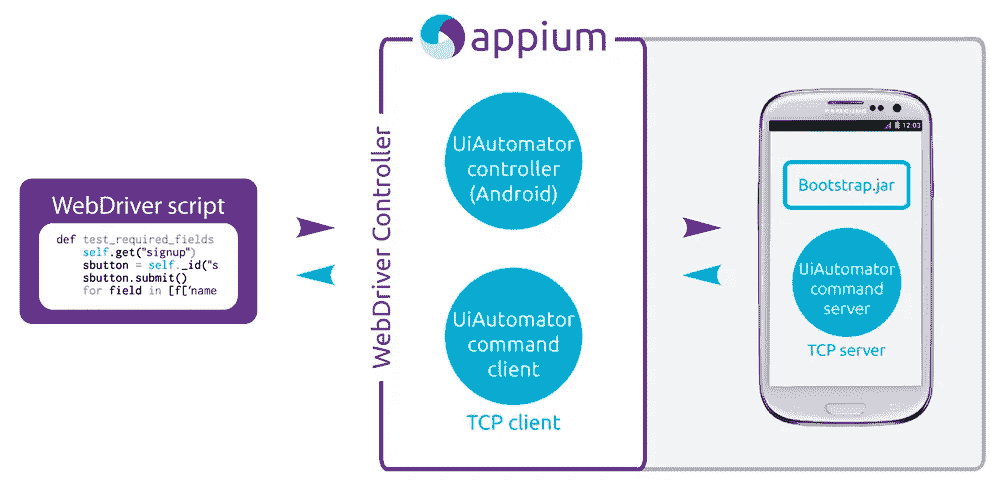 appium
WebDriver script
def test_required_fields
self.get("signup")
sbutton = self._id("s
sbutton.submit()
for field in [f['name
WebDriver Controller
UiAutomator
controller
(Android)
UiAutomator
command
client
TCP client
SAMSUNG
12:03
Bootstrap.jar
UiAutomator
command
server
TCP server